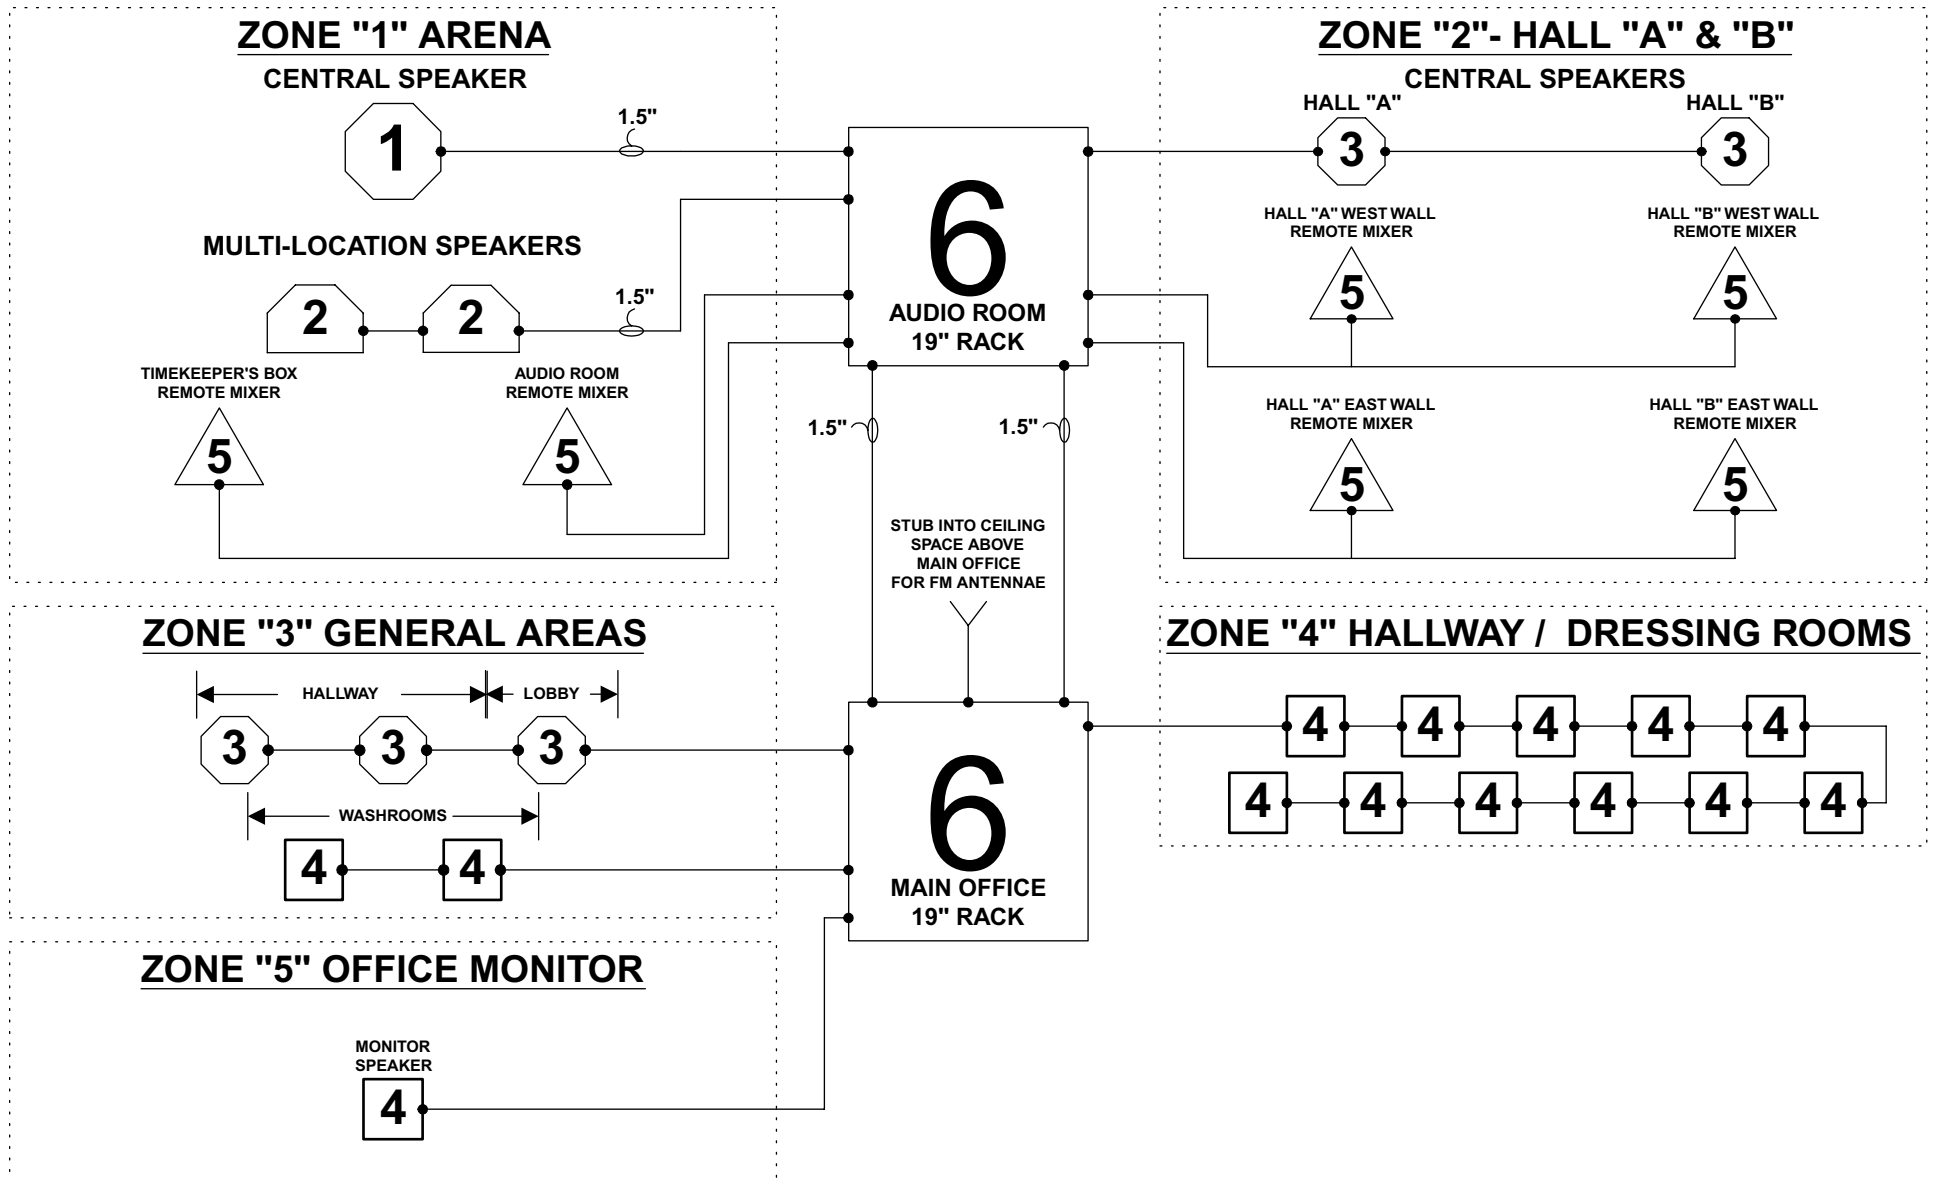 ZONE "1" ARENA
CENTRAL SPEAKER
1
1.5"
MULTI-LOCATION SPEAKERS
2 2
1.5"
TIMEKEEPER'S BOX
REMOTE MIXER
5
AUDIO ROOM
REMOTE MIXER
5
6
AUDIO ROOM
19" RACK
1.5" 1.5"
STUB INTO CEILING
SPACE ABOVE
MAIN OFFICE
FOR FM ANTENNAE
ZONE "2"- HALL "A" & "B"
CENTRAL SPEAKERS
HALL "A" HALL "B"
3 3
HALL "A" WEST WALL
REMOTE MIXER
5
HALL "B" WEST WALL
REMOTE MIXER
5
HALL "A" EAST WALL
REMOTE MIXER
5
HALL "B" EAST WALL
REMOTE MIXER
5
ZONE "3" GENERAL AREAS
HALLWAY LOBBY
3 3 3
WASHROOMS
4 4
6
MAIN OFFICE
19" RACK
ZONE "4" HALLWAY / DRESSING ROOMS
4 4 4 4 4
4 4 4 4 4 4
ZONE "5" OFFICE MONITOR
MONITOR
SPEAKER
4